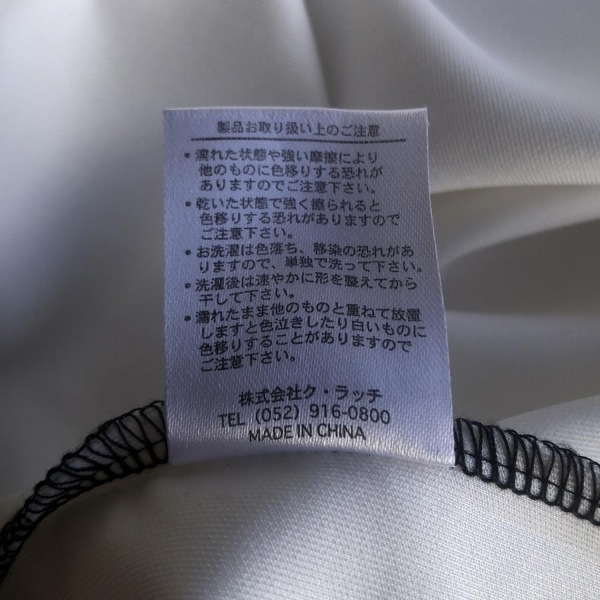 製品お取り扱い上のご注意
• 濡れた状態や強い摩擦により
他のものに色移りする恐れが
ありますのでご注意下さい。
• 乾いた状態で強く擦られると
色移りする恐れがありますので
ご注意下さい。
• お洗濯は色落ち、移染の恐れがあ
りますので、単独で洗って下さい。
• 洗濯後は速やかに形を整えてから
干して下さい。
• 濡れたまま他のものと重ねて放置
しますと色泣きしたり白いものに
色移りすることがありますので
ご注意下さい。
株式会社ク・ラッチ
TEL (052) 916-0800
MADE IN CHINA